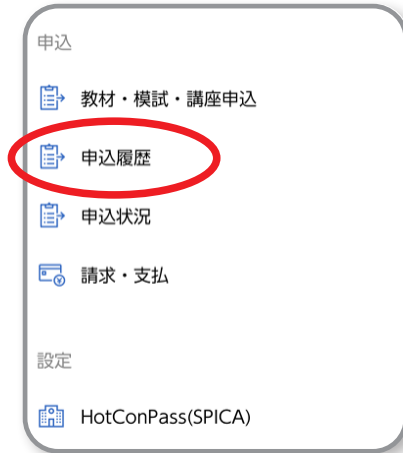 申込
教材・模試・講座申込
申込履歴
申込状況
請求・支払
設定
HotConPass(SPICA)